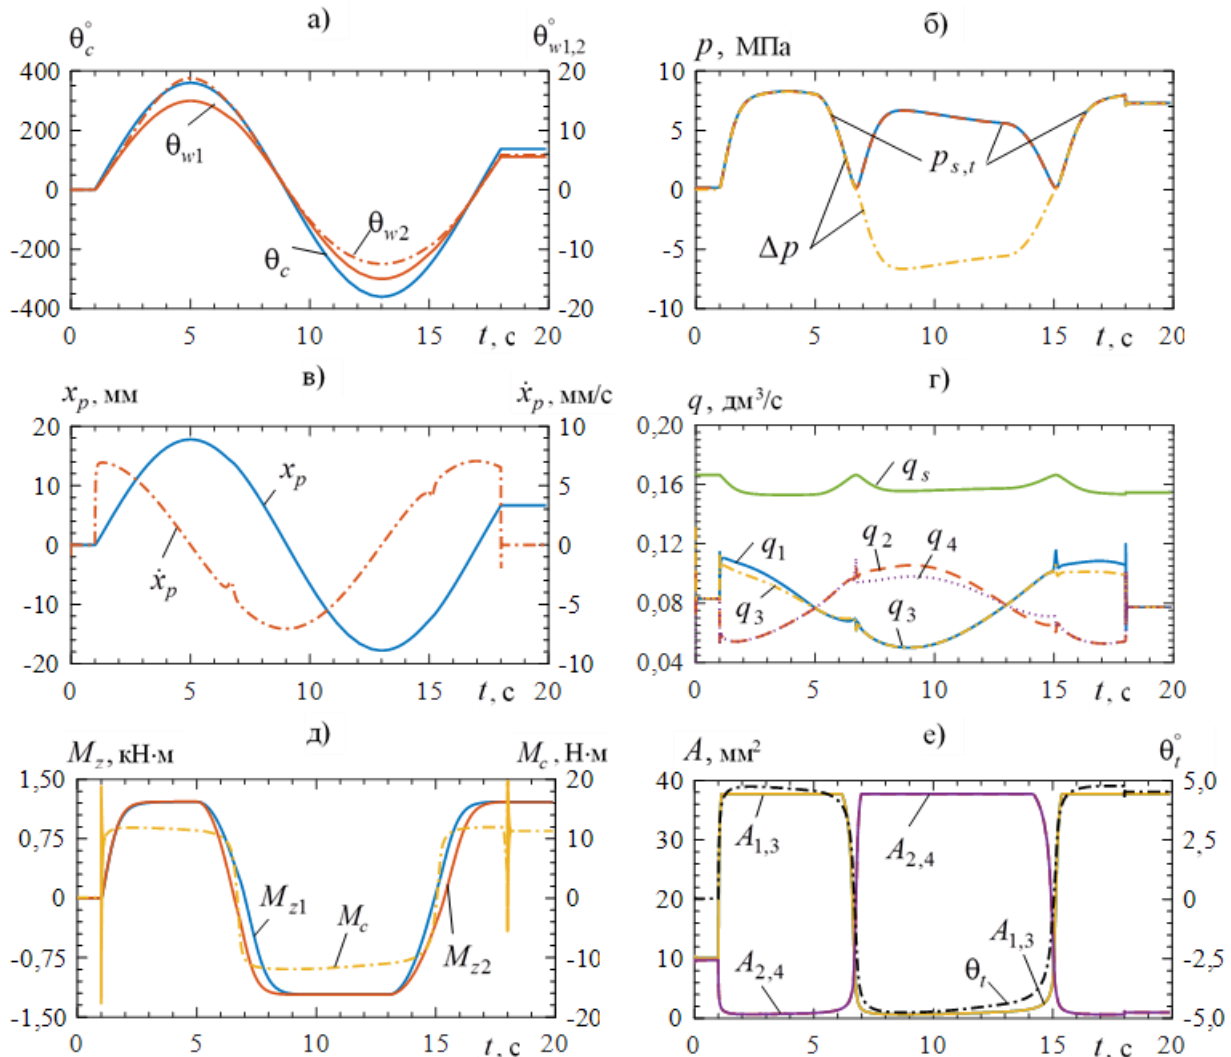 а)
θ°c θ°w1,2
400 20
200 10
0 0
-200 -10
-400 -20
θw1
θw2
θc
0 5 10 15 t, с 20
б)
p, МПа
10
5
0
-5
-10
ps,t
Δp
0 5 10 15 t, с 20
в)
xp, мм ẋp, мм/с
20 10
10 5
0 0
-10 -5
-20 -10
xp
ẋp
0 5 10 15 t, с 20
г)
q, дм³/с
0,20
0,16
0,12
0,08
0,04
qs
q1 q2 q4
q3 q3
0 5 10 15 t, с 20
д)
Mz, кН·м Mc, Н·м
1,50 20
0,75 10
0 0
-0,75 -10
-1,50 -20
Mz1 Mc Mz2
0 5 10 15 t, с 20
е)
A, мм² θ°t
40 5,0
30 2,5
20 0
10 -2,5
0 -5,0
A1,3 A2,4
A2,4 θt A1,3
0 5 10 15 t, с 20